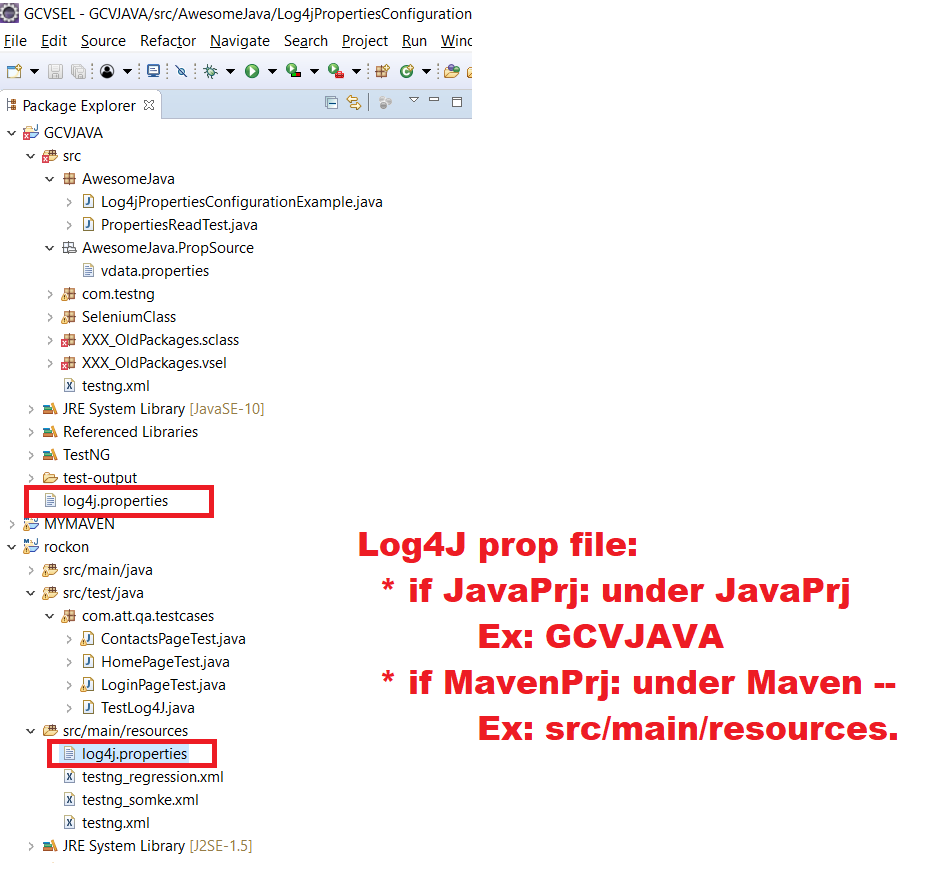 GCVSEL - GCVJAVA/src/AwesomeJava/Log4jPropertiesConfiguration
File Edit Source Refactor Navigate Search Project Run Wind
Package Explorer
GCVJAVA
src
AwesomeJava
Log4jPropertiesConfigurationExample.java
PropertiesReadTest.java
AwesomeJava.PropSource
vdata.properties
com.testng
SeleniumClass
XXX_OldPackages.sclass
XXX_OldPackages.vsel
testng.xml
JRE System Library [JavaSE-10]
Referenced Libraries
TestNG
test-output
log4j.properties
MYMAVEN
rockon
src/main/java
src/test/java
com.att.qa.testcases
ContactsPageTest.java
HomePageTest.java
LoginPageTest.java
TestLog4J.java
src/main/resources
log4j.properties
testng_regression.xml
testng_somke.xml
testng.xml
JRE System Library [J2SE-1.5]
Log4J prop file:
* if JavaPrj: under JavaPrj
Ex: GCVJAVA
* if MavenPrj: under Maven --
Ex: src/main/resources.